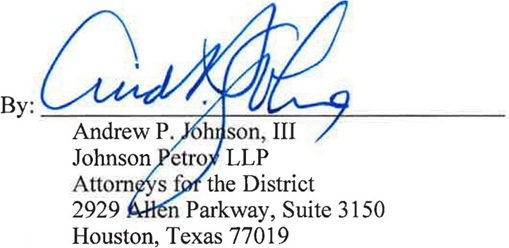 By:
Andrew P. Johnson, III
Johnson Petrov LLP
Attorneys for the District
2929 Allen Parkway, Suite 3150
Houston, Texas 77019